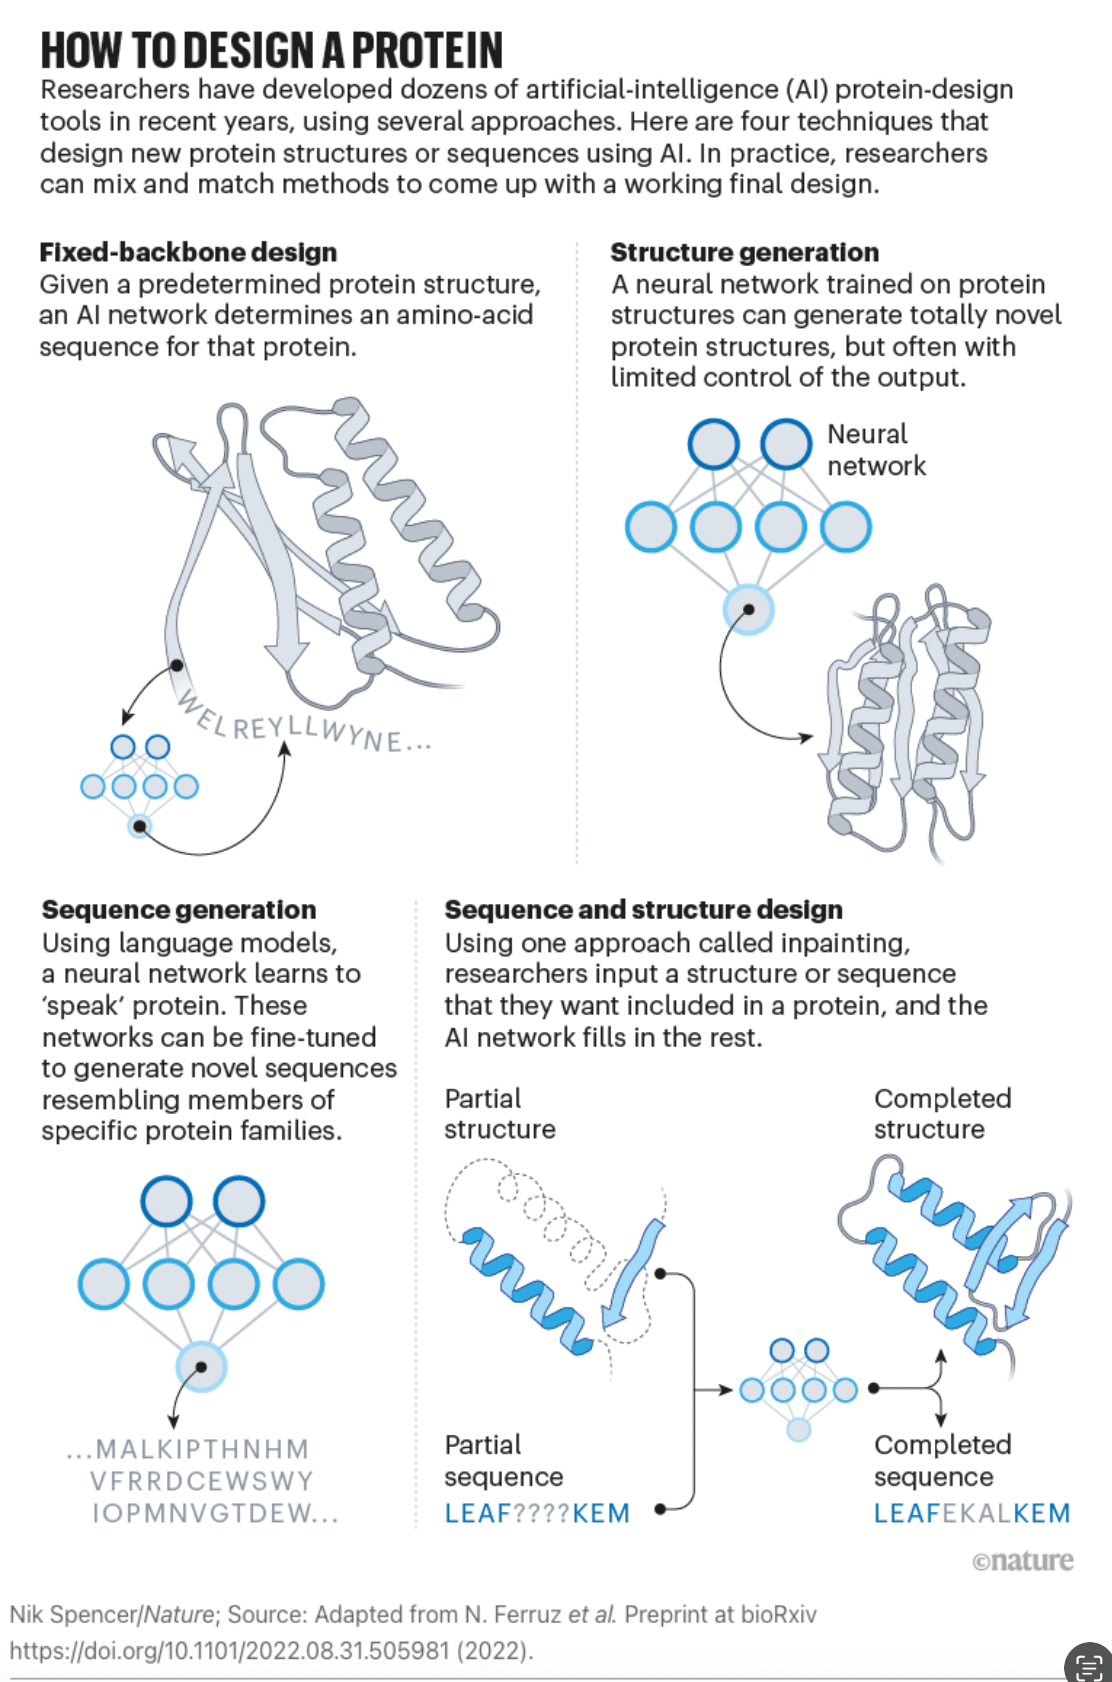 HOW TO DESIGN A PROTEIN
Researchers have developed dozens of artificial-intelligence (AI) protein-design
tools in recent years, using several approaches. Here are four techniques that
design new protein structures or sequences using AI. In practice, researchers
can mix and match methods to come up with a working final design.
Fixed-backbone design
Given a predetermined protein structure,
an AI network determines an amino-acid
sequence for that protein.
WELREYLLWYNE...
Structure generation
A neural network trained on protein
structures can generate totally novel
protein structures, but often with
limited control of the output.
Neural
network
Sequence generation
Using language models,
a neural network learns to
‘speak’ protein. These
networks can be fine-tuned
to generate novel sequences
resembling members of
specific protein families.
...MALKIPTHNHM
VFRRDCEWSWY
IOPMNVGTDEW...
Sequence and structure design
Using one approach called inpainting,
researchers input a structure or sequence
that they want included in a protein, and the
AI network fills in the rest.
Partial
structure
Completed
structure
Partial
sequence
LEAF????KEM
Completed
sequence
LEAFEKALKEM
©nature
Nik Spencer/Nature; Source: Adapted from N. Ferruz et al. Preprint at bioRxiv
https://doi.org/10.1101/2022.08.31.505981 (2022).